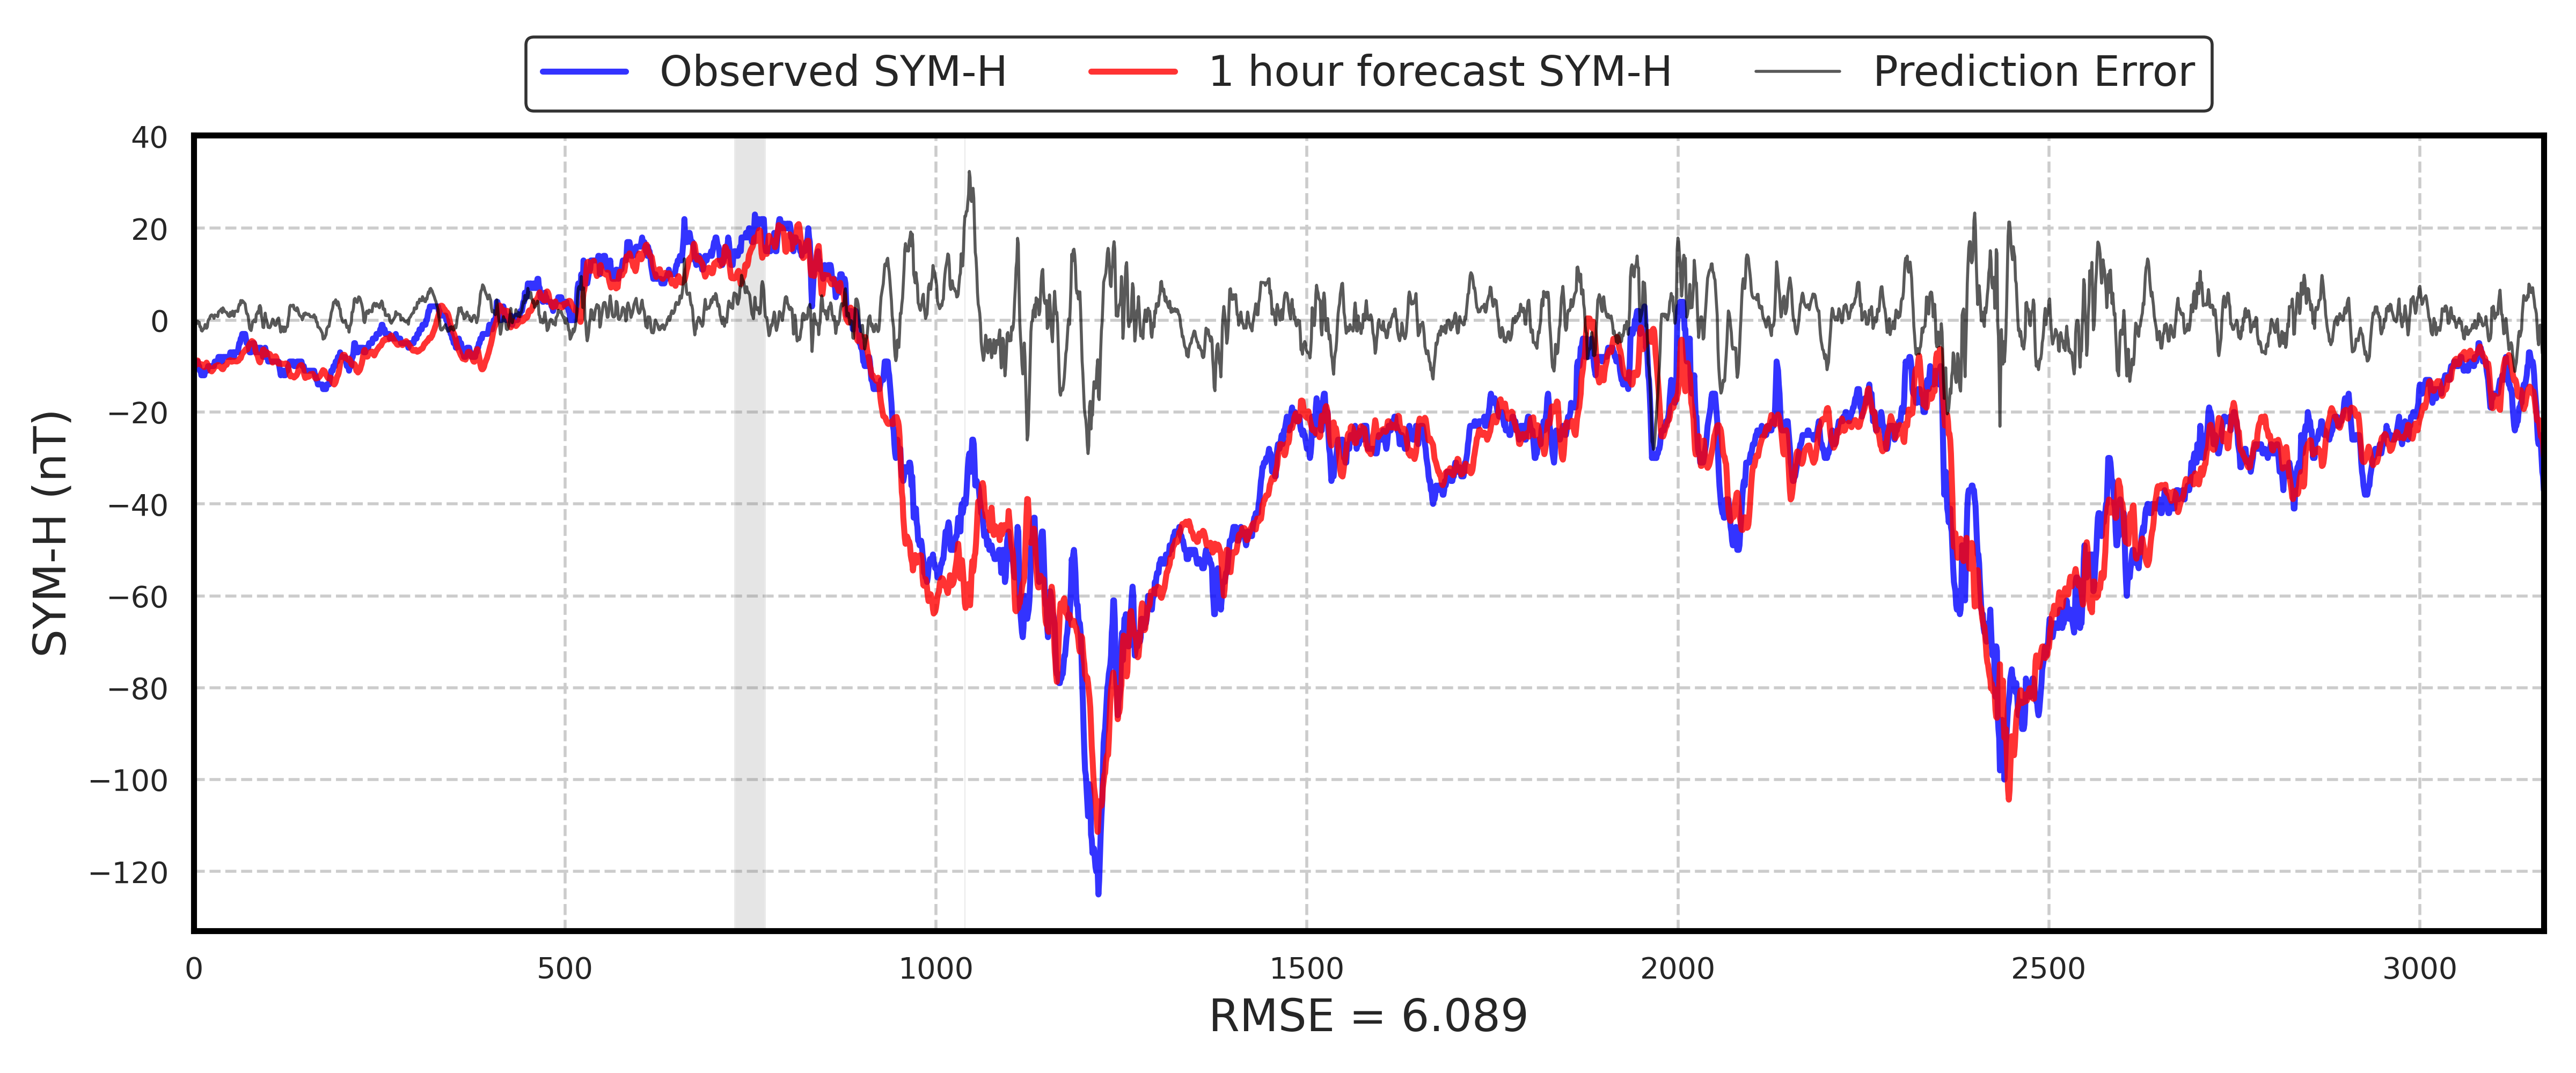 Observed SYM-H 1 hour forecast SYM-H Prediction Error
40
20
0
−20
−40
−60
−80
−100
−120
SYM-H (nT)
0 500 1000 1500 2000 2500 3000
RMSE = 6.089